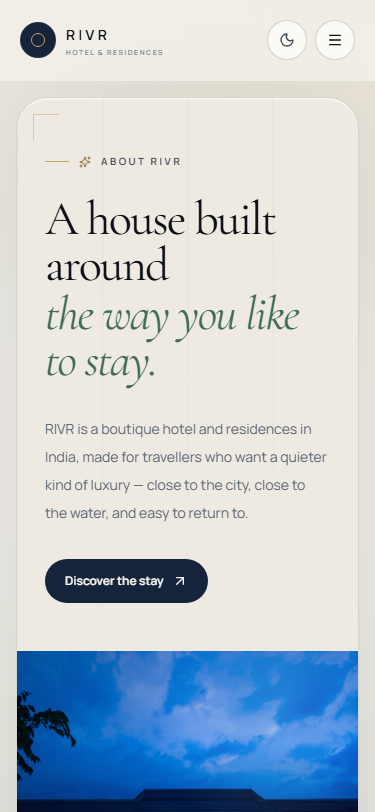 RIVR
HOTEL & RESIDENCES
ABOUT RIVR
A house built
around
the way you like
to stay.
RIVR is a boutique hotel and residences in
India, made for travellers who want a quieter
kind of luxury — close to the city, close to
the water, and easy to return to.
Discover the stay